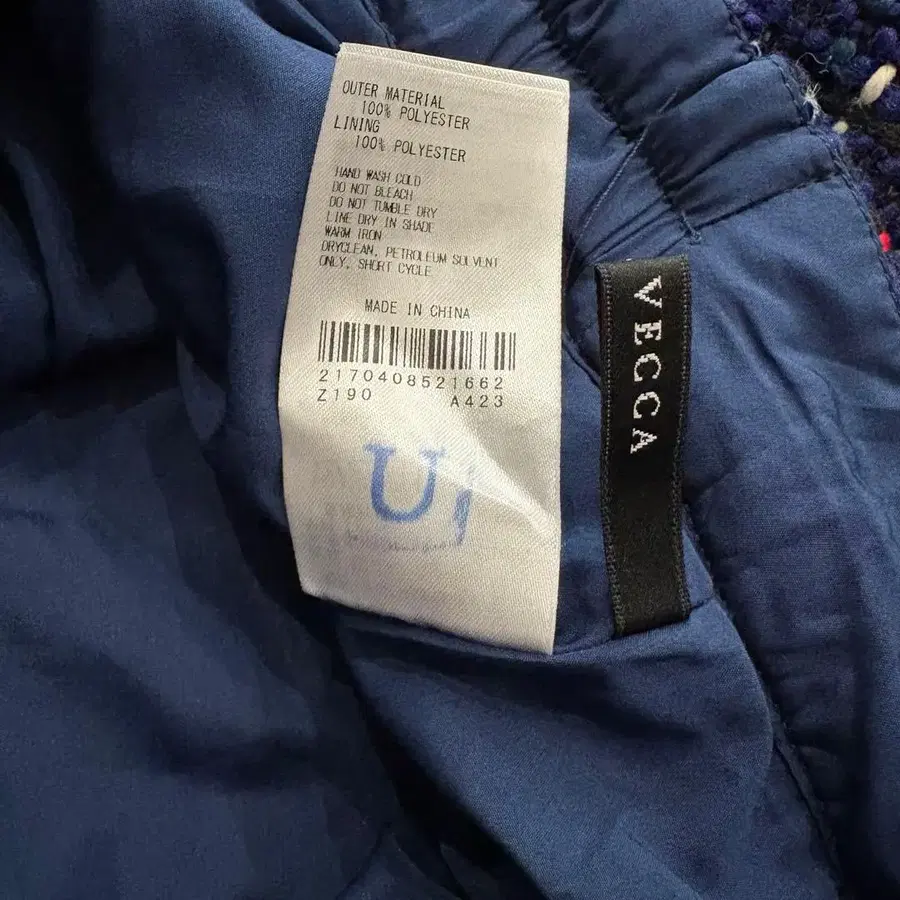 OUTER MATERIAL
100% POLYESTER
LINING
100% POLYESTER
HAND WASH COLD
DO NOT BLEACH
DO NOT TUMBLE DRY
LINE DRY IN SHADE
WARM IRON
DRYCLEAN, PETROLEUM SOLVENT
ONLY, SHORT CYCLE
MADE IN CHINA
2170408521662
Z190 A423
U
VECCA